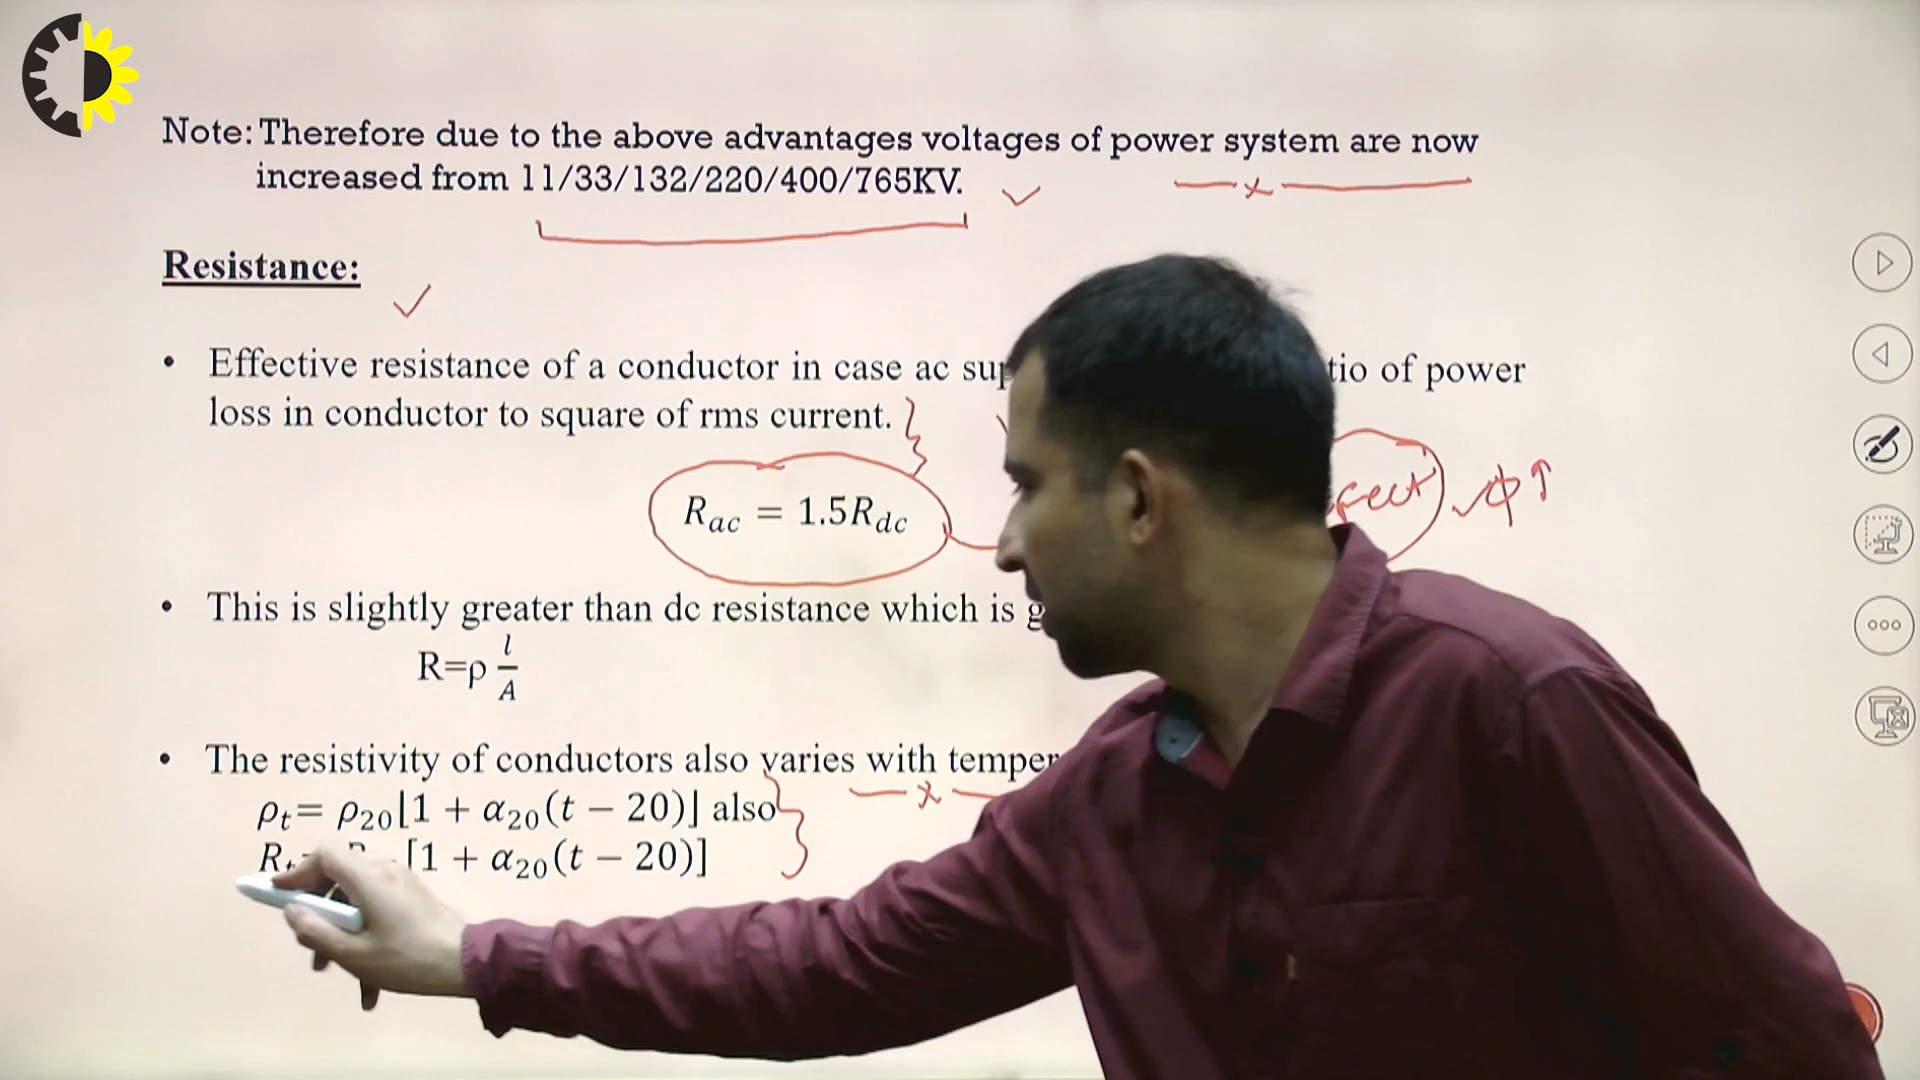 Note: Therefore due to the above advantages voltages of power system are now
increased from 11/33/132/220/400/765KV.
Resistance:
• Effective resistance of a conductor in case ac tio of power
loss in conductor to square of rms current.
R_ac = 1.5R_dc
fect ✓ ϕ↑
• This is slightly greater than dc resistance which is
R=ρ l/A
• The resistivity of conductors also varies with
ρ_t= ρ_20⌊1 + α_20(t − 20)⌋ also
R_t= [1 + α_20(t − 20)]